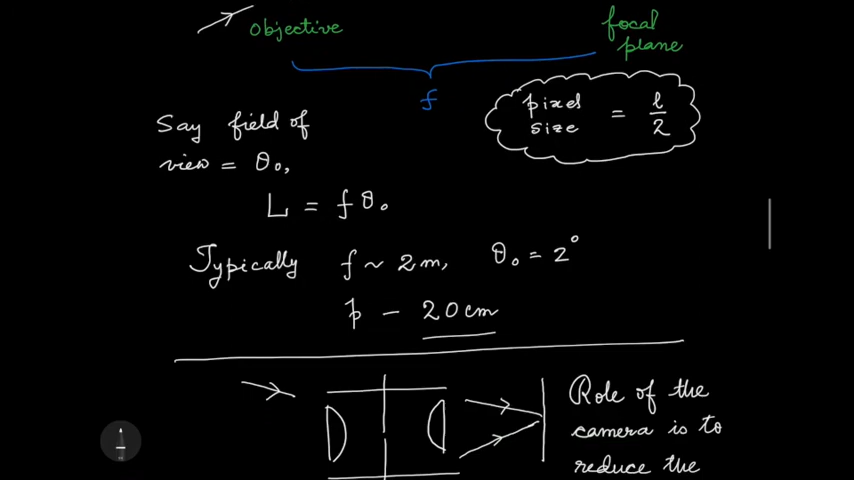 objective
focal
plane
f
pixel
size = l/2
Say field of
view = θ₀,
L = f θ₀
Typically f ~ 2m, θ₀ = 2°
p - 20cm
Role of the
camera is to
reduce the